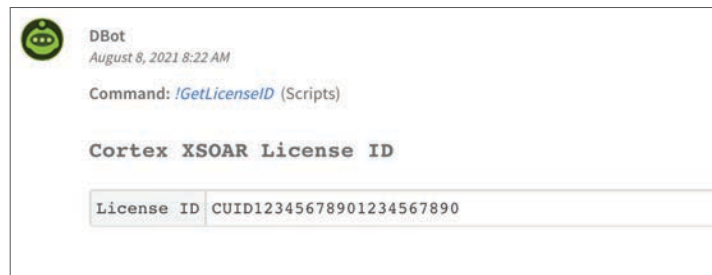 DBot
August 8, 2021 8:22 AM
Command: !GetLicenseID (Scripts)
Cortex XSOAR License ID
License ID CUID12345678901234567890